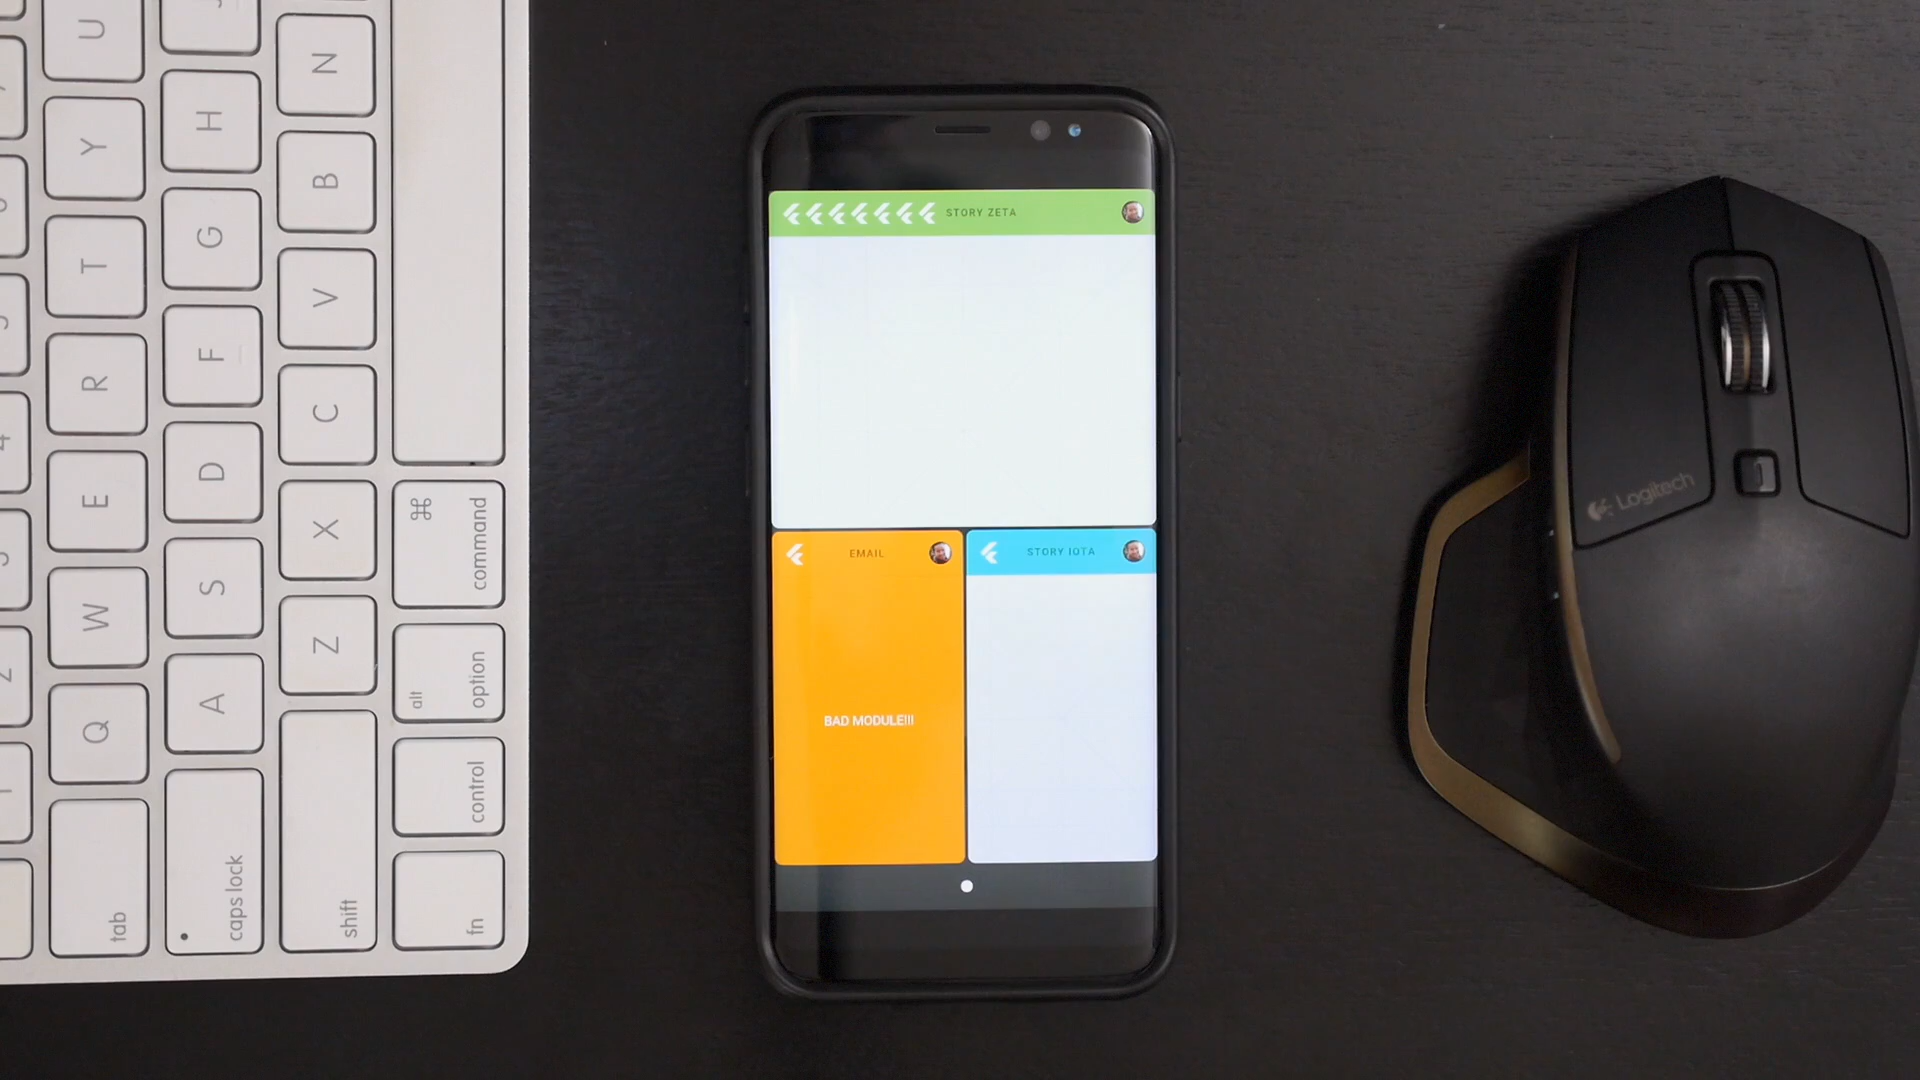 U
Y
T
R
E
W
Q
tab
H
G
F
D
S
A
caps lock
N
B
V
C
X
Z
shift
⌘
command
alt
option
control
fn
STORY ZETA
EMAIL
STORY IOTA
BAD MODULE!!!
Logitech